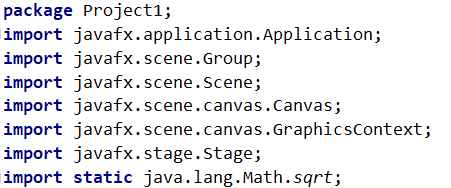 package Project1;
import javafx.application.Application;
import javafx.scene.Group;
import javafx.scene.Scene;
import javafx.scene.canvas.Canvas;
import javafx.scene.canvas.GraphicsContext;
import javafx.stage.Stage;
import static java.lang.Math.sqrt;